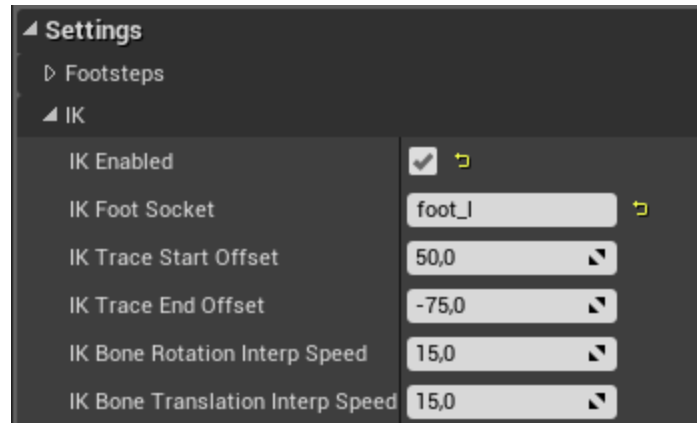 Settings
Footsteps
IK
IK Enabled
IK Foot Socket foot_l
IK Trace Start Offset 50,0
IK Trace End Offset -75,0
IK Bone Rotation Interp Speed 15,0
IK Bone Translation Interp Speed 15,0